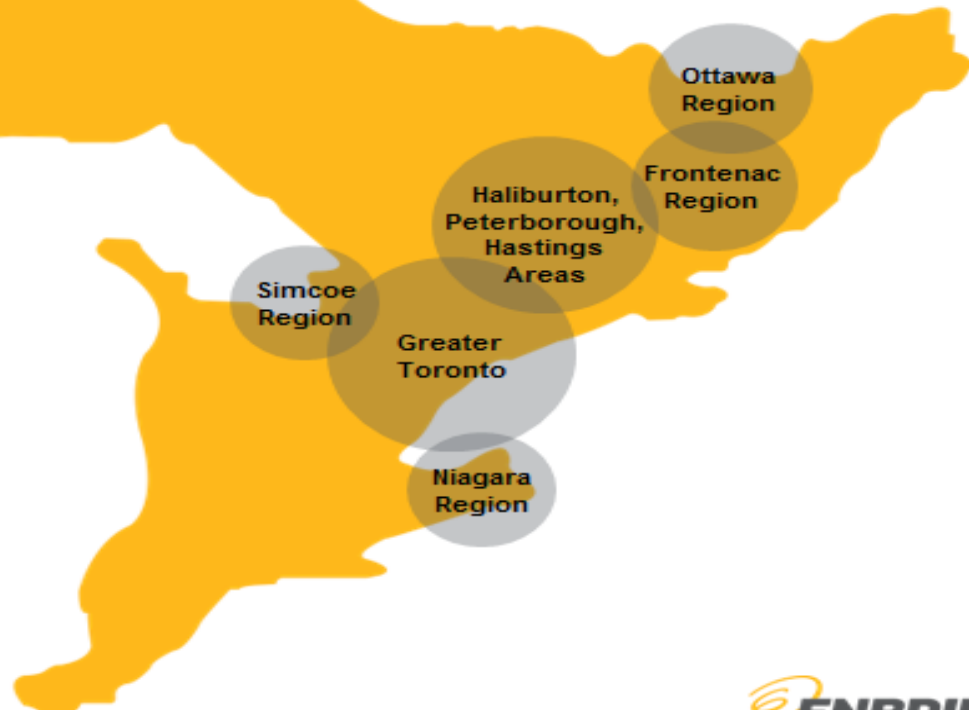 Ottawa
Region
Frontenac
Region
Haliburton,
Peterborough,
Hastings
Areas
Simcoe
Region
Greater
Toronto
Niagara
Region